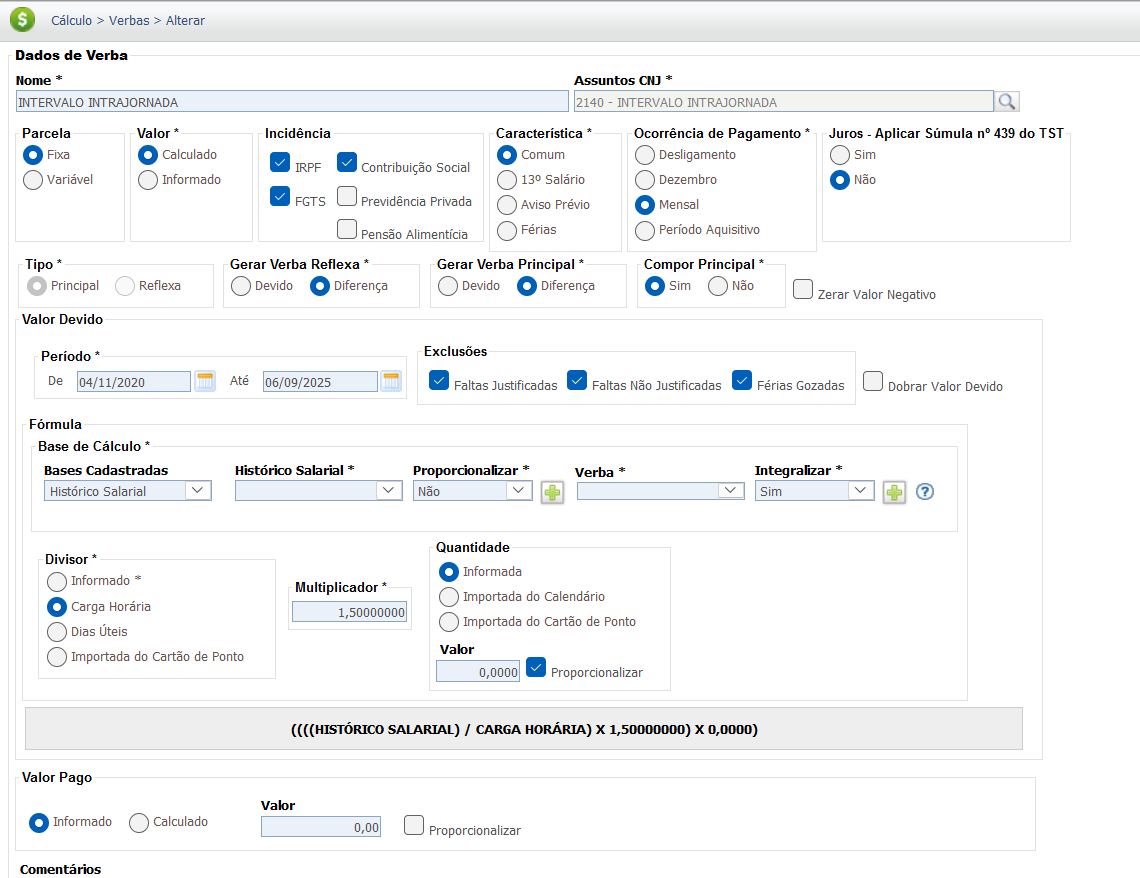 $ Cálculo > Verbas > Alterar
Dados de Verba
Nome * Assuntos CNJ *
INTERVALO INTRAJORNADA 2140 - INTERVALO INTRAJORNADA
Parcela Valor * Incidência Característica * Ocorrência de Pagamento * Juros - Aplicar Súmula nº 439 do TST
Fixa Calculado IRPF Contribuição Social Comum Desligamento Sim
Variável Informado FGTS Previdência Privada 13º Salário Dezembro Não
Pensão Alimentícia Aviso Prévio Mensal
Férias Período Aquisitivo
Tipo * Gerar Verba Reflexa * Gerar Verba Principal * Compor Principal *
Principal Reflexa Devido Diferença Devido Diferença Sim Não Zerar Valor Negativo
Valor Devido
Período * Exclusões
De 04/11/2020 Até 06/09/2025 Faltas Justificadas Faltas Não Justificadas Férias Gozadas Dobrar Valor Devido
Fórmula
Base de Cálculo *
Bases Cadastradas Histórico Salarial * Proporcionalizar * Verba * Integralizar *
Histórico Salarial Não Sim ?
Divisor * Multiplicador * Quantidade
Informado * Informada
Carga Horária 1,50000000 Importada do Calendário
Dias Úteis Importada do Cartão de Ponto
Importada do Cartão de Ponto Valor
0,0000 Proporcionalizar
((((HISTÓRICO SALARIAL) / CARGA HORÁRIA) X 1,50000000) X 0,0000)
Valor Pago
Informado Calculado Valor
0,00 Proporcionalizar
Comentários